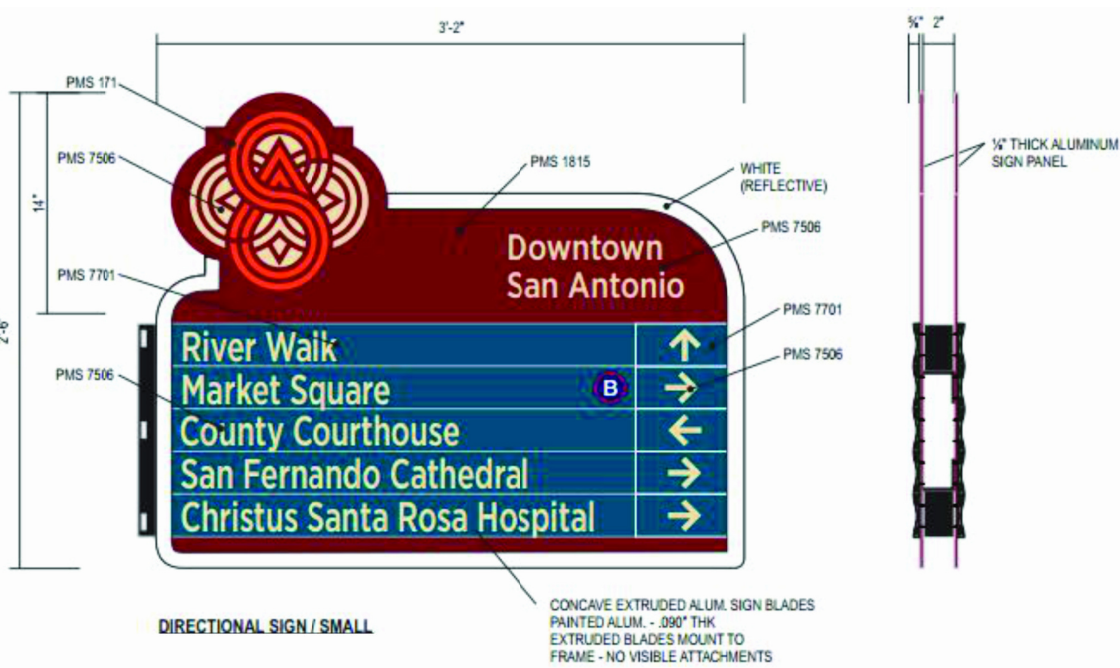 3'-2"
⅝" 2"
PMS 171
PMS 7506
PMS 1815
WHITE
(REFLECTIVE)
⅛" THICK ALUMINUM
SIGN PANEL
14"
PMS 7506
Downtown
San Antonio
PMS 7701
PMS 7701
2'-6"
River Walk
PMS 7506
PMS 7506
Market Square B
County Courthouse
San Fernando Cathedral
Christus Santa Rosa Hospital
CONCAVE EXTRUDED ALUM. SIGN BLADES
PAINTED ALUM. - .090" THK
EXTRUDED BLADES MOUNT TO
FRAME - NO VISIBLE ATTACHMENTS
DIRECTIONAL SIGN / SMALL